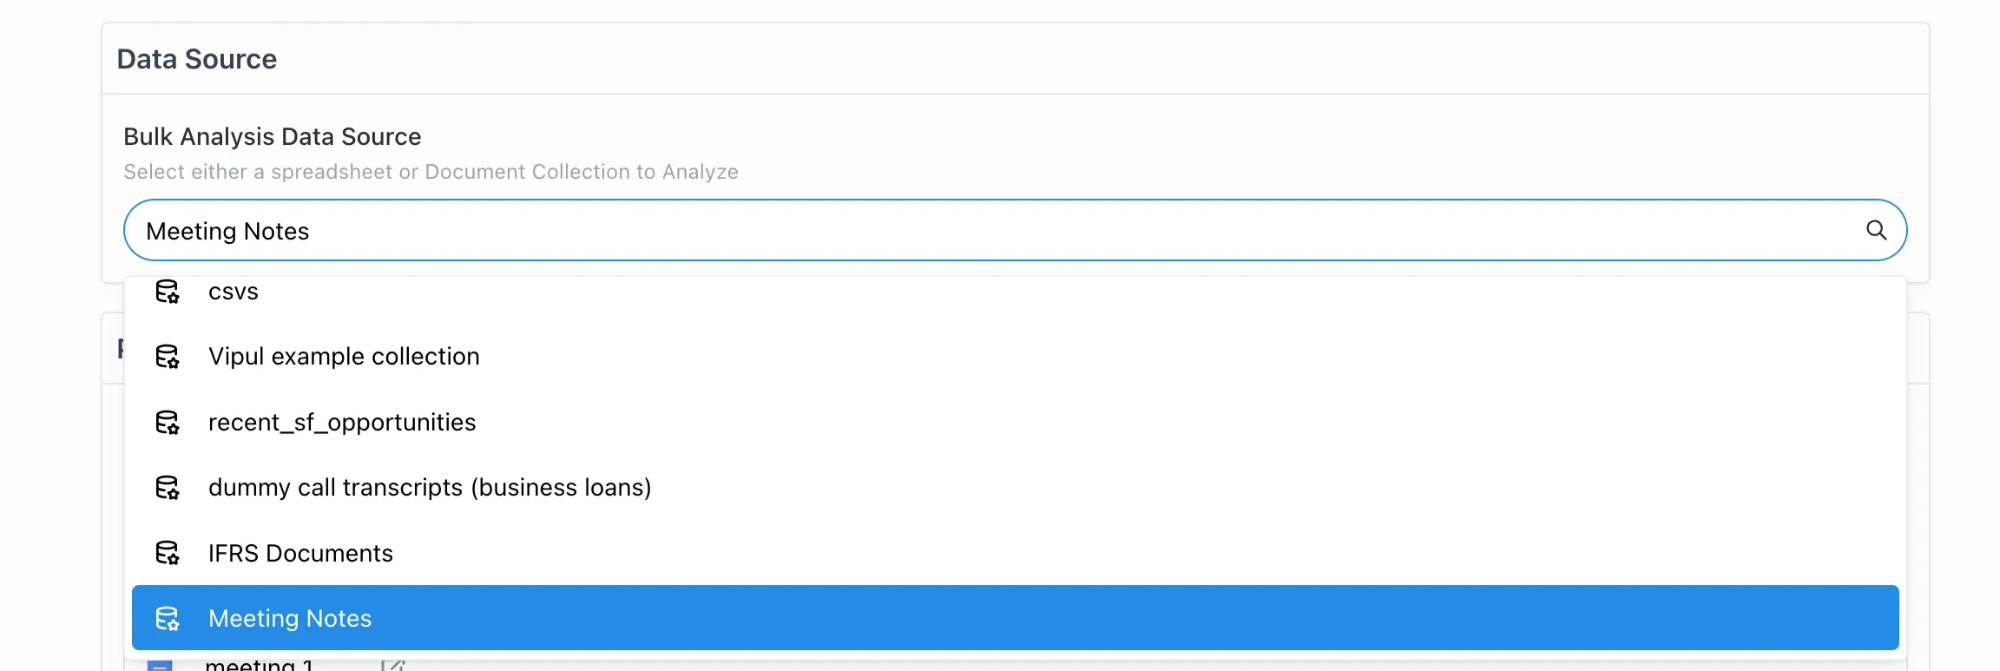 Data Source
Bulk Analysis Data Source
Select either a spreadsheet or Document Collection to Analyze
Meeting Notes
csvs
Vipul example collection
recent_sf_opportunities
dummy call transcripts (business loans)
IFRS Documents
Meeting Notes
meeting 1